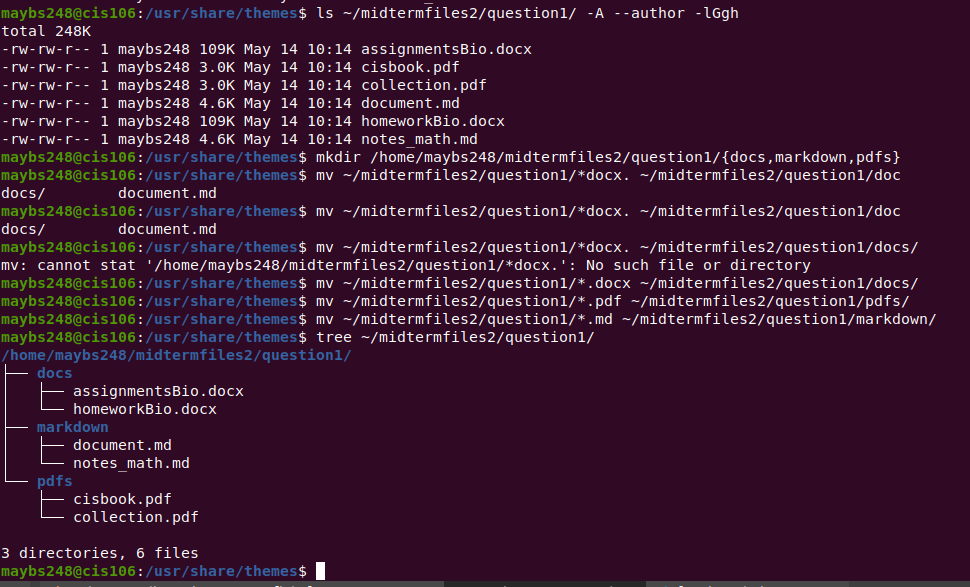 maybs248@cis106:/usr/share/themes$ ls ~/midtermfiles2/question1/ -A --author -lGgh
total 248K
-rw-rw-r-- 1 maybs248 109K May 14 10:14 assignmentsBio.docx
-rw-rw-r-- 1 maybs248 3.0K May 14 10:14 cisbook.pdf
-rw-rw-r-- 1 maybs248 3.0K May 14 10:14 collection.pdf
-rw-rw-r-- 1 maybs248 4.6K May 14 10:14 document.md
-rw-rw-r-- 1 maybs248 109K May 14 10:14 homeworkBio.docx
-rw-rw-r-- 1 maybs248 4.6K May 14 10:14 notes_math.md
maybs248@cis106:/usr/share/themes$ mkdir /home/maybs248/midtermfiles2/question1/{docs,markdown,pdfs}
maybs248@cis106:/usr/share/themes$ mv ~/midtermfiles2/question1/*docx. ~/midtermfiles2/question1/doc
docs/        document.md
maybs248@cis106:/usr/share/themes$ mv ~/midtermfiles2/question1/*docx. ~/midtermfiles2/question1/doc
docs/        document.md
maybs248@cis106:/usr/share/themes$ mv ~/midtermfiles2/question1/*docx. ~/midtermfiles2/question1/docs/
mv: cannot stat '/home/maybs248/midtermfiles2/question1/*docx.': No such file or directory
maybs248@cis106:/usr/share/themes$ mv ~/midtermfiles2/question1/*.docx ~/midtermfiles2/question1/docs/
maybs248@cis106:/usr/share/themes$ mv ~/midtermfiles2/question1/*.pdf ~/midtermfiles2/question1/pdfs/
maybs248@cis106:/usr/share/themes$ mv ~/midtermfiles2/question1/*.md ~/midtermfiles2/question1/markdown/
maybs248@cis106:/usr/share/themes$ tree ~/midtermfiles2/question1/
/home/maybs248/midtermfiles2/question1/
├── docs
│   ├── assignmentsBio.docx
│   └── homeworkBio.docx
├── markdown
│   ├── document.md
│   └── notes_math.md
└── pdfs
    ├── cisbook.pdf
    └── collection.pdf
3 directories, 6 files
maybs248@cis106:/usr/share/themes$